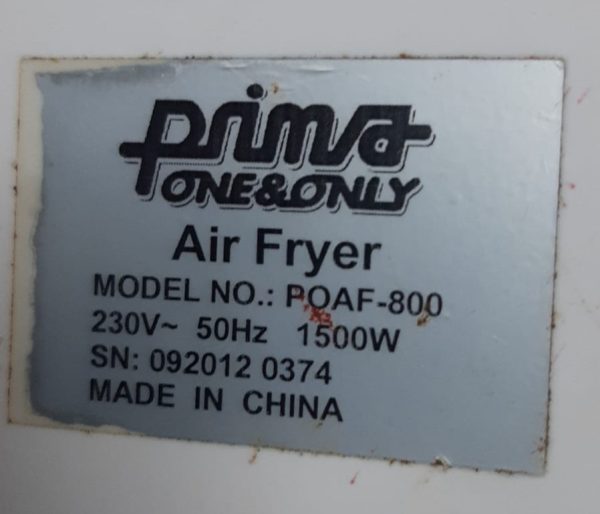 prima
ONE&ONLY
Air Fryer
MODEL NO.: POAF-800
230V~ 50Hz 1500W
SN: 092012 0374
MADE IN CHINA